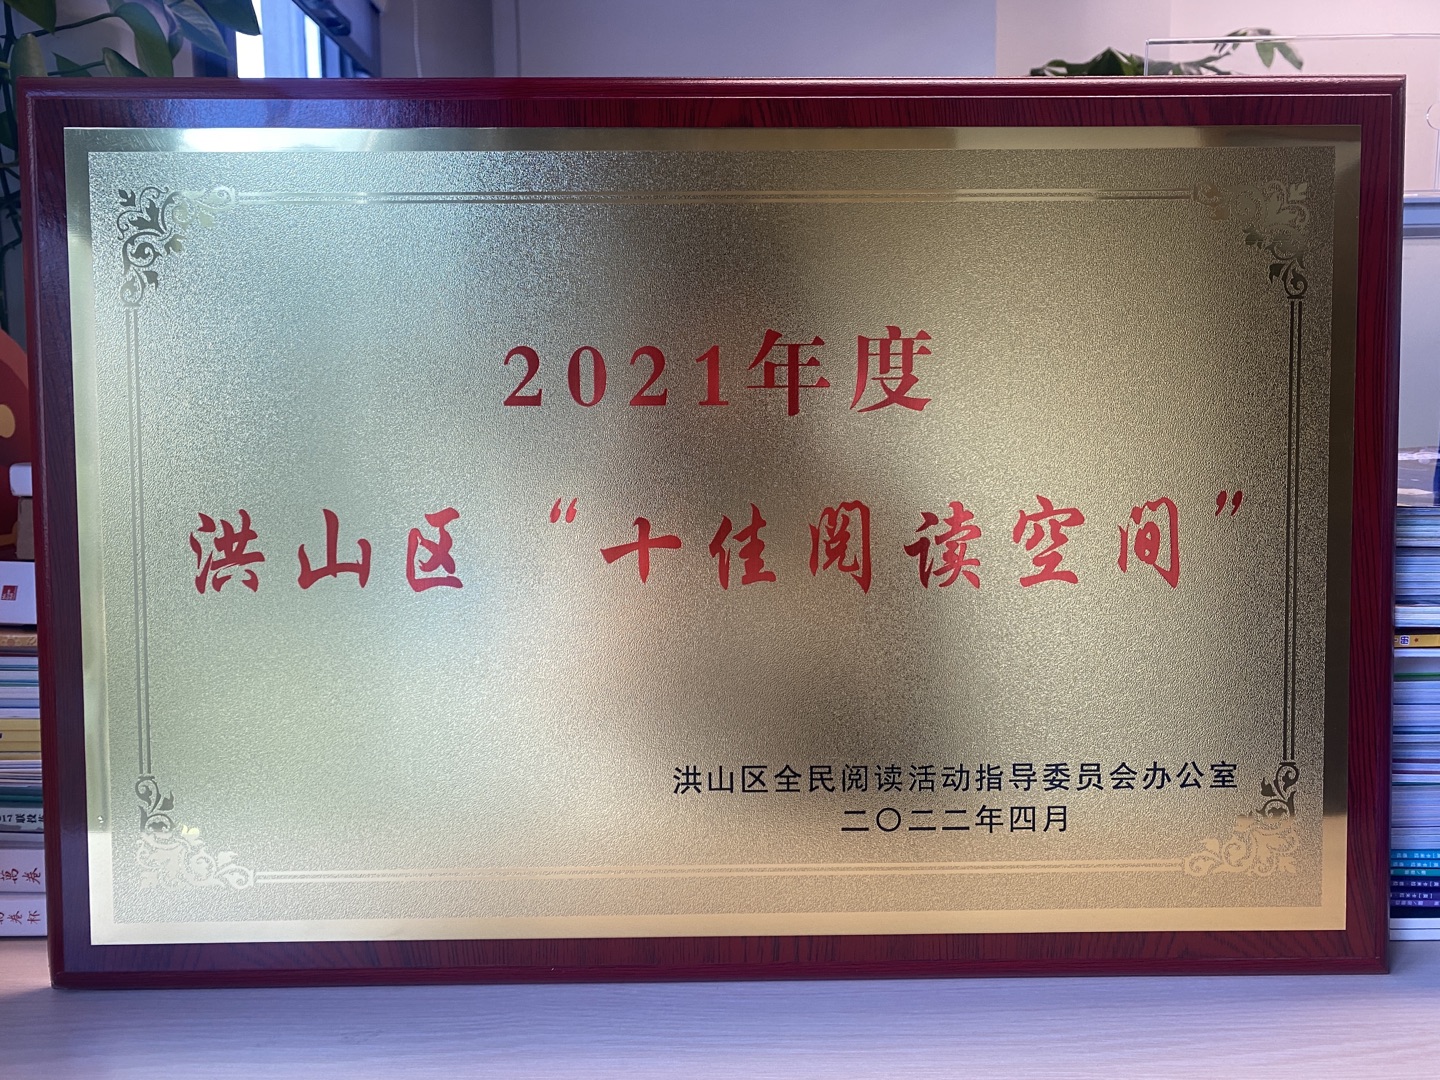 2021年度
洪山区“十佳阅读空间”
洪山区全民阅读活动指导委员会办公室
二〇二二年四月